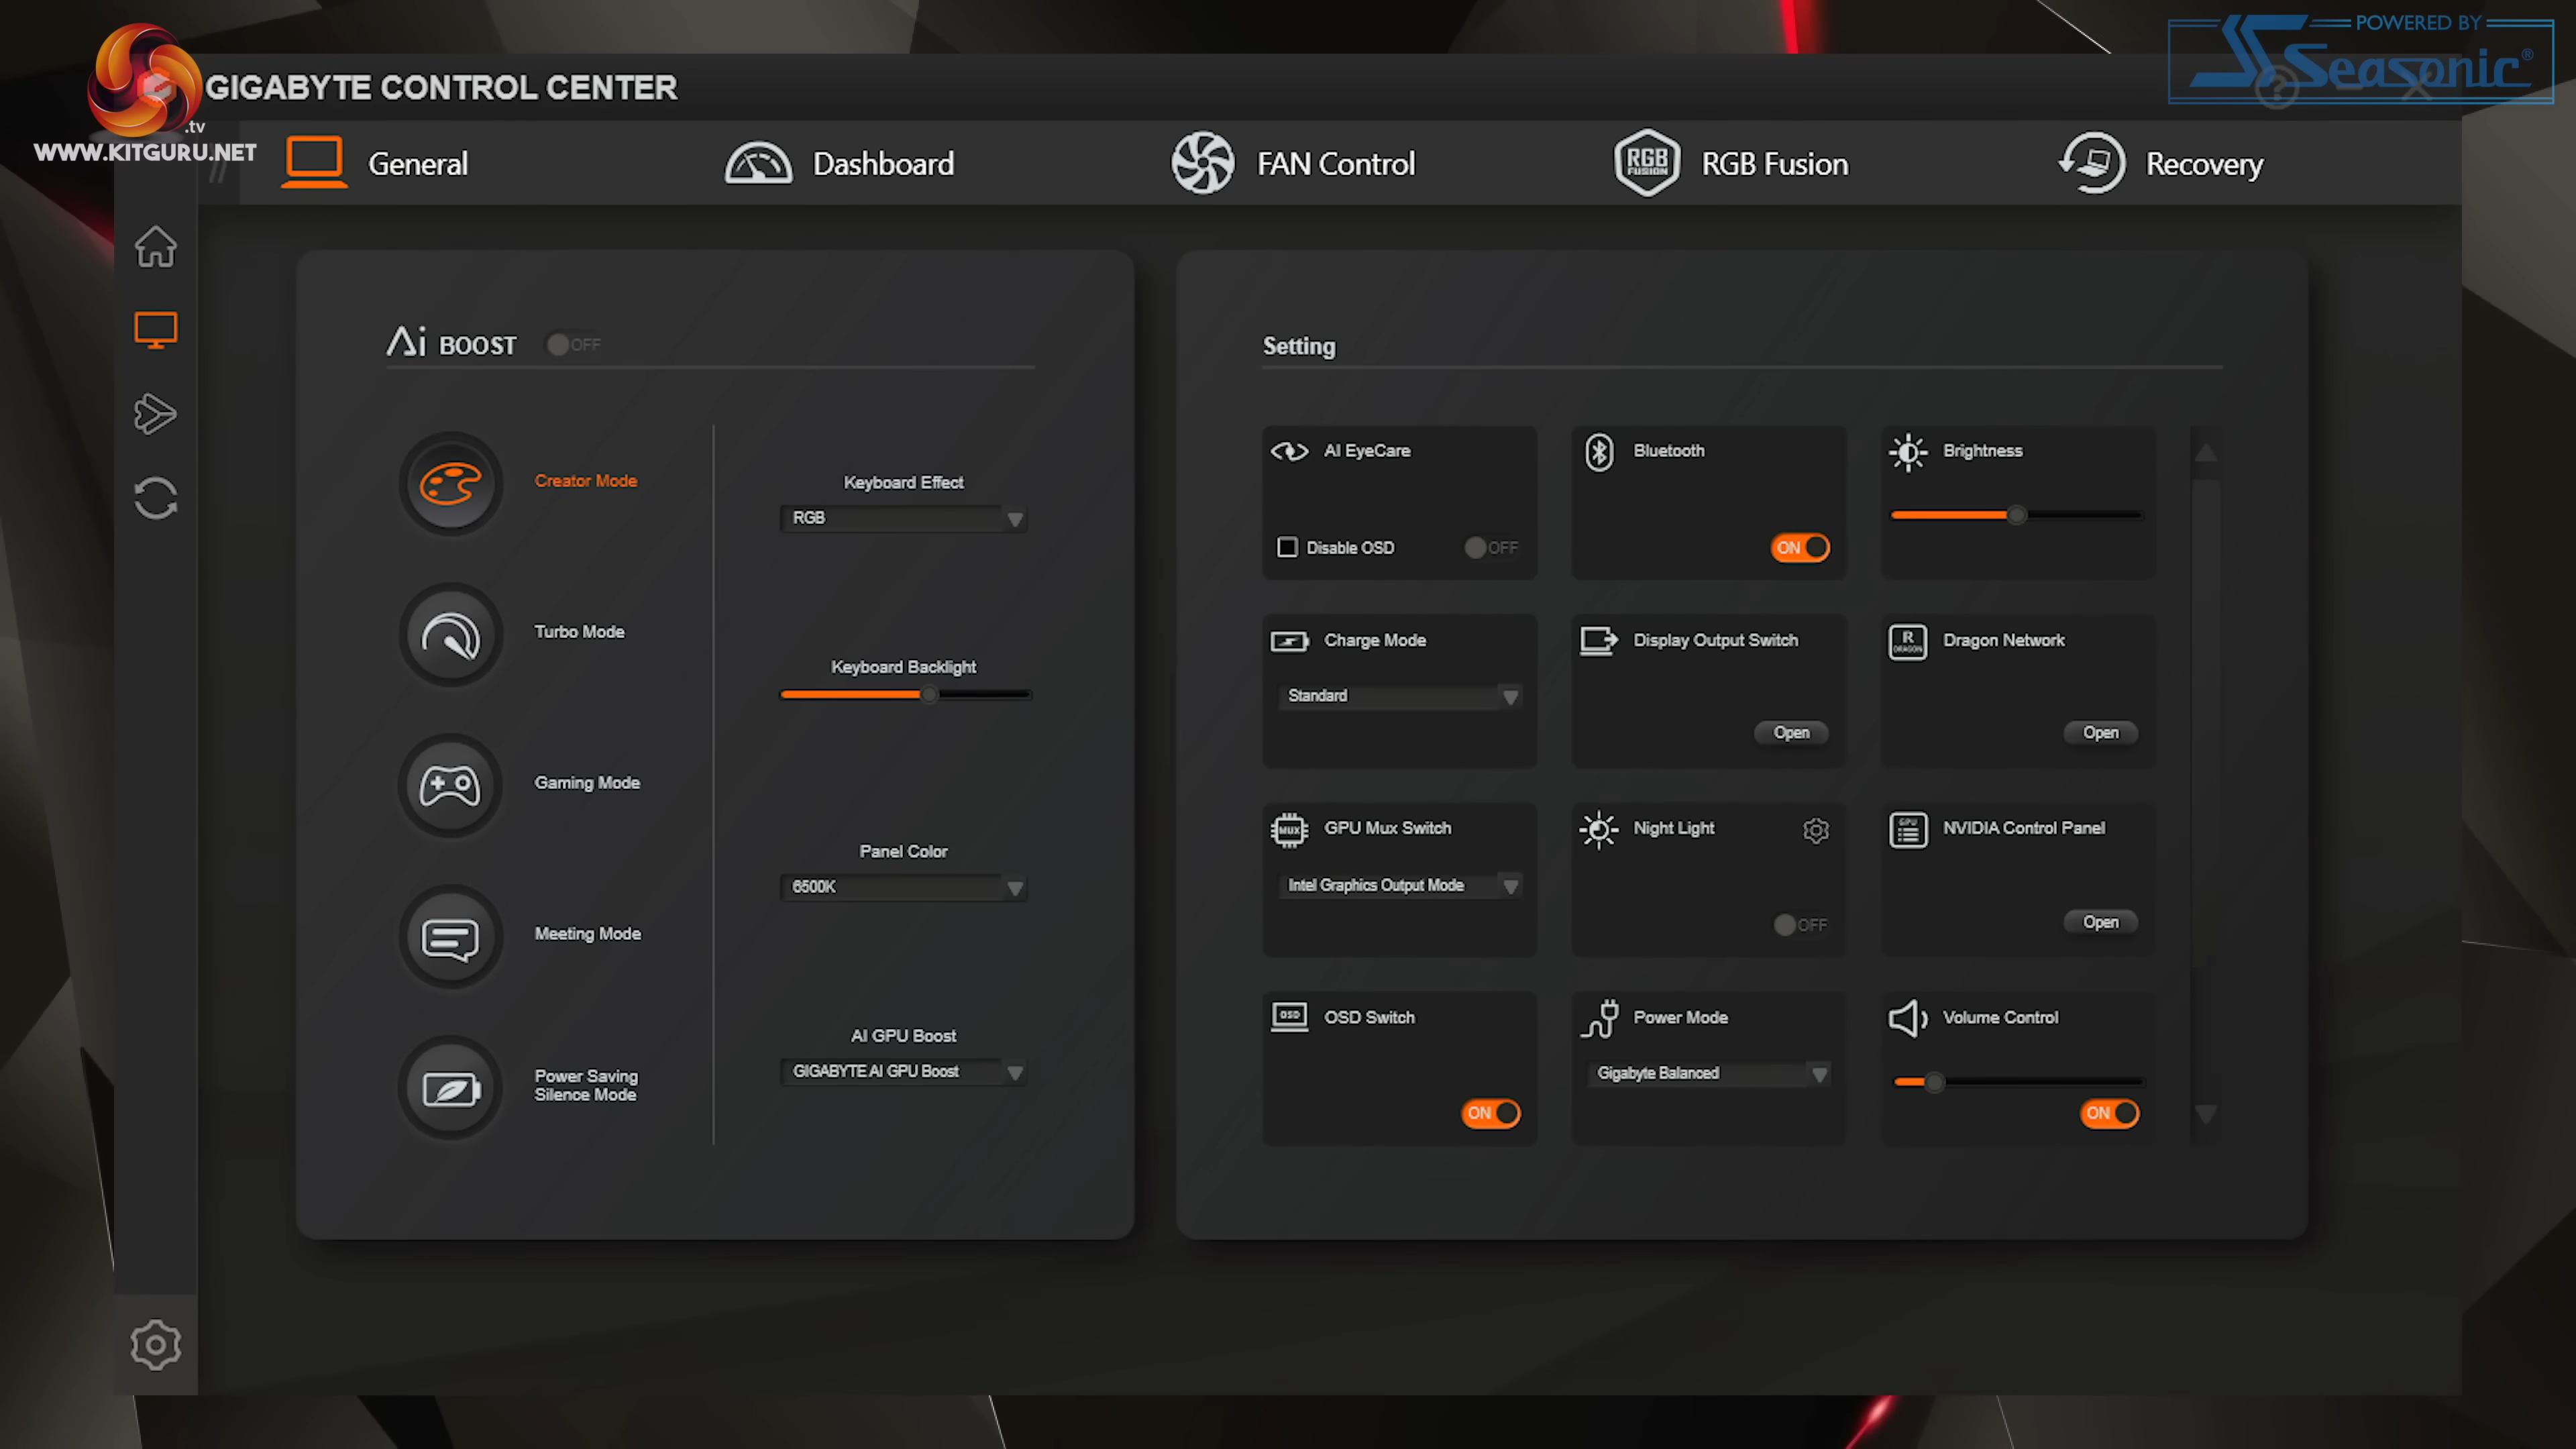 POWERED BY
Seasonic®
GIGABYTE CONTROL CENTER
.tv
WWW.KITGURU.NET
General
Dashboard
FAN Control
RGB FUSION
RGB Fusion
Recovery
Ai BOOST
OFF
Creator Mode
Turbo Mode
Gaming Mode
Meeting Mode
Power Saving
Silence Mode
Keyboard Effect
RGB
Keyboard Backlight
Panel Color
6500K
AI GPU Boost
GIGABYTE AI GPU Boost
Setting
AI EyeCare
Disable OSD
OFF
Bluetooth
ON
Brightness
Charge Mode
Standard
Display Output Switch
Open
R
DRAGON
Dragon Network
Open
MUX
GPU Mux Switch
Intel Graphics Output Mode
Night Light
OFF
GPU
NVIDIA Control Panel
Open
OSD
OSD Switch
ON
Power Mode
Gigabyte Balanced
Volume Control
ON